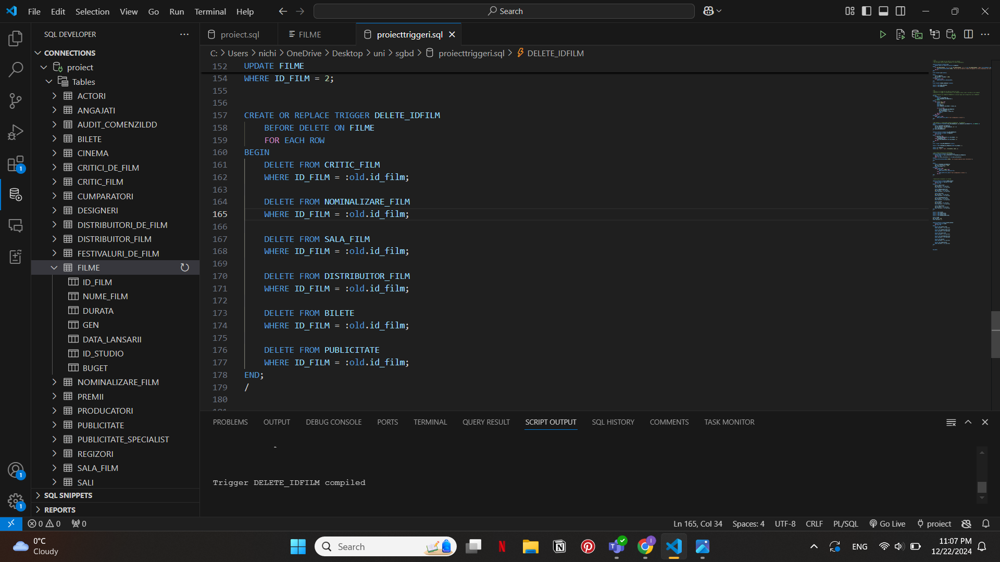 File Edit Selection View Go Run Terminal Help
Search
SQL DEVELOPER
CONNECTIONS
proiect
Tables
ACTORI
ANGAJATI
AUDIT_COMENZILDD
BILETE
CINEMA
CRITICI_DE_FILM
CRITIC_FILM
CUMPARATORI
DESIGNERI
DISTRIBUITORI_DE_FILM
DISTRIBUITOR_FILM
FESTIVALURI_DE_FILM
FILME
ID_FILM
NUME_FILM
DURATA
GEN
DATA_LANSARII
ID_STUDIO
BUGET
NOMINALIZARE_FILM
PREMII
PRODUCATORI
PUBLICITATE
PUBLICITATE_SPECIALIST
REGIZORI
SALA_FILM
SALI
SQL SNIPPETS
REPORTS
1
1
1
proiect.sql FILME proiecttriggeri.sql
C: > Users > nichi > OneDrive > Desktop > uni > sgbd > proiecttriggeri.sql > DELETE_IDFILM
152 UPDATE FILME
154 WHERE ID_FILM = 2;
155
156
157 CREATE OR REPLACE TRIGGER DELETE_IDFILM
158 BEFORE DELETE ON FILME
159 FOR EACH ROW
160 BEGIN
161 DELETE FROM CRITIC_FILM
162 WHERE ID_FILM = :old.id_film;
163
164 DELETE FROM NOMINALIZARE_FILM
165 WHERE ID_FILM = :old.id_film;
166
167 DELETE FROM SALA_FILM
168 WHERE ID_FILM = :old.id_film;
169
170 DELETE FROM DISTRIBUITOR_FILM
171 WHERE ID_FILM = :old.id_film;
172
173 DELETE FROM BILETE
174 WHERE ID_FILM = :old.id_film;
175
176 DELETE FROM PUBLICITATE
177 WHERE ID_FILM = :old.id_film;
178 END;
179 /
180
PROBLEMS OUTPUT DEBUG CONSOLE PORTS TERMINAL QUERY RESULT SCRIPT OUTPUT SQL HISTORY COMMENTS TASK MONITOR
Trigger DELETE_IDFILM compiled
0 0 0 Ln 165, Col 34 Spaces: 4 UTF-8 CRLF PL/SQL Go Live proiect
0°C
Cloudy
Search
ENG
11:07 PM
12/22/2024